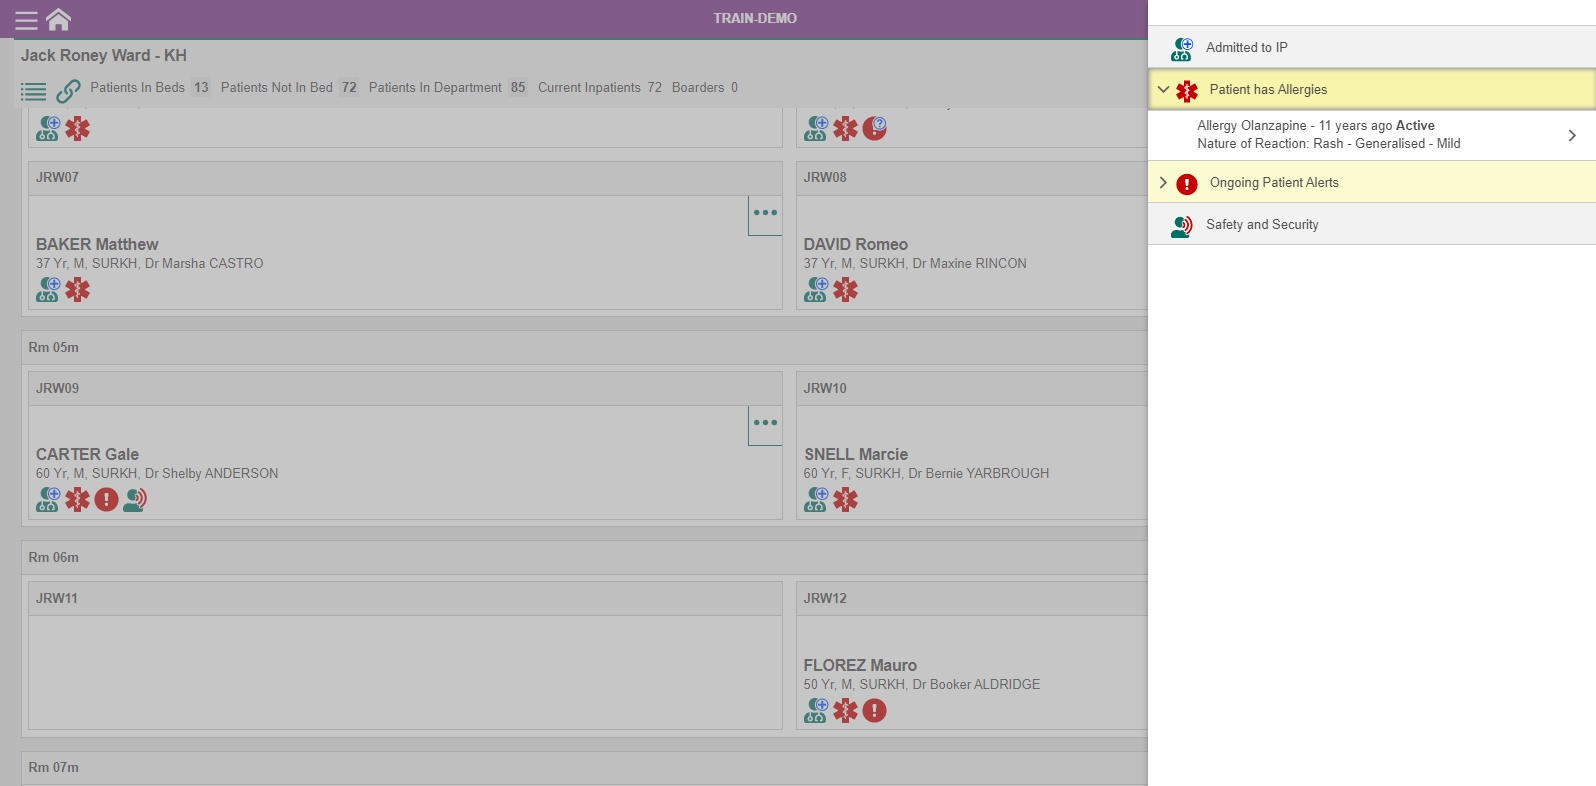 TRAIN-DEMO
Jack Roney Ward - KH
Patients In Beds 13 Patients Not In Bed 72 Patients In Department 85 Current Inpatients 72 Boarders 0
JRW07
BAKER Matthew
37 Yr, M, SURKH, Dr Marsha CASTRO
JRW08
DAVID Romeo
37 Yr, M, SURKH, Dr Maxine RINCON
Rm 05m
JRW09
CARTER Gale
60 Yr, M, SURKH, Dr Shelby ANDERSON
JRW10
SNELL Marcie
60 Yr, F, SURKH, Dr Bernie YARBROUGH
Rm 06m
JRW11
JRW12
FLOREZ Mauro
50 Yr, M, SURKH, Dr Booker ALDRIDGE
Rm 07m
Admitted to IP
Patient has Allergies
Allergy Olanzapine - 11 years ago Active
Nature of Reaction: Rash - Generalised - Mild
Ongoing Patient Alerts
Safety and Security